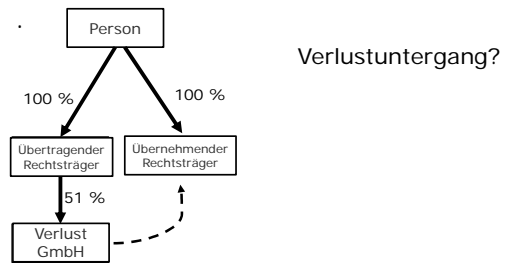 .
Person
Verlustuntergang?
100 %
100 %
Übertragender
Rechtsträger
Übernehmender
Rechtsträger
51 %
Verlust
GmbH